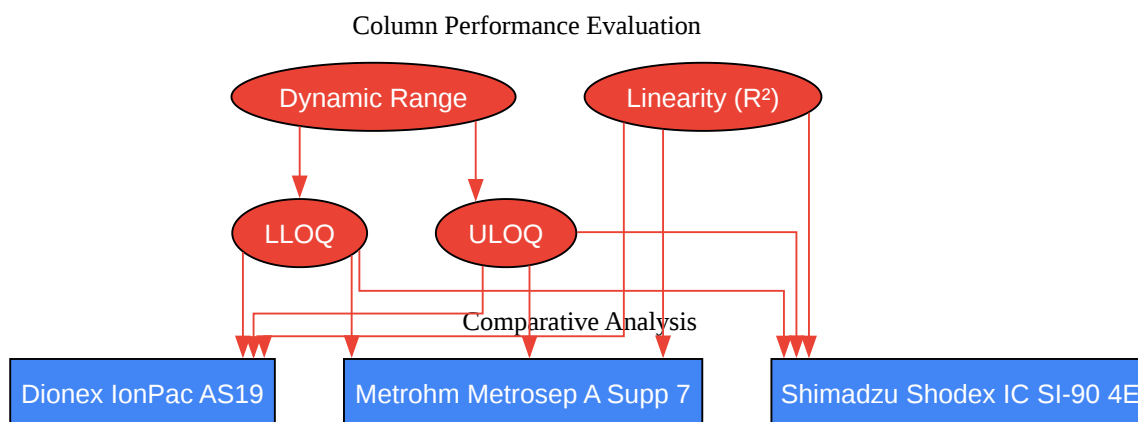 Column Performance Evaluation
Dynamic Range
Linearity (R²)
LLOQ
ULOQ
Comparative Analysis
Dionex IonPac AS19
Metrohm Metrosep A Supp 7
Shimadzu Shodex IC SI-90 4E